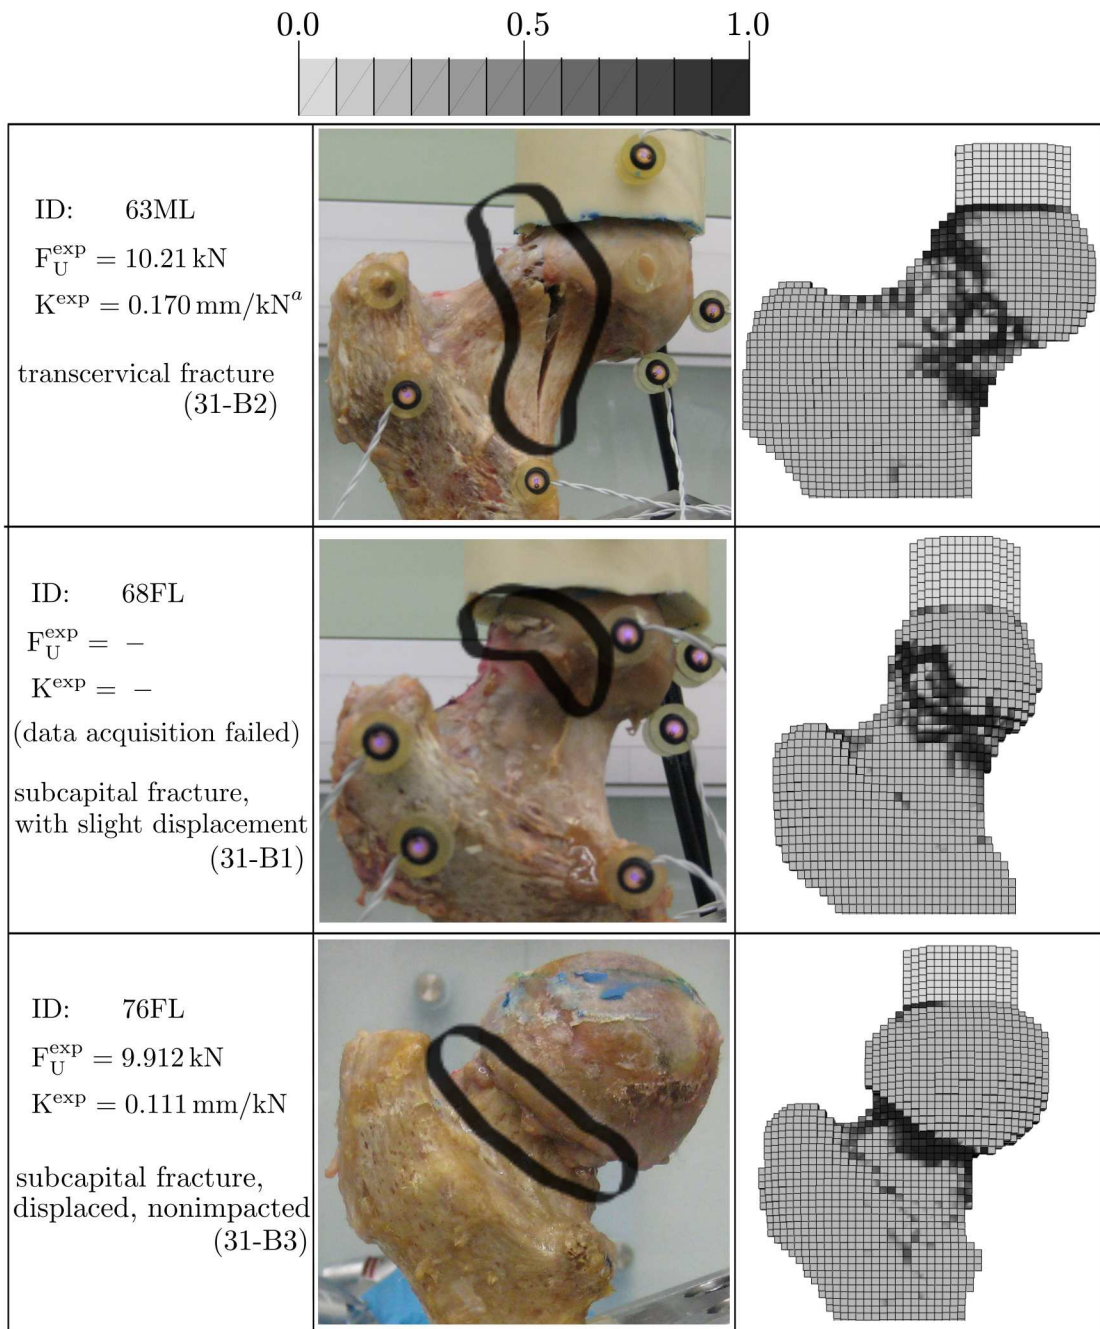 0.0 0.5 1.0
ID: 63ML
F_U^exp = 10.21 kN
K^exp = 0.170 mm/kN^a
transcervical fracture
(31-B2)
ID: 68FL
F_U^exp = −
K^exp = −
(data acquisition failed)
subcapital fracture,
with slight displacement
(31-B1)
ID: 76FL
F_U^exp = 9.912 kN
K^exp = 0.111 mm/kN
subcapital fracture,
displaced, nonimpacted
(31-B3)